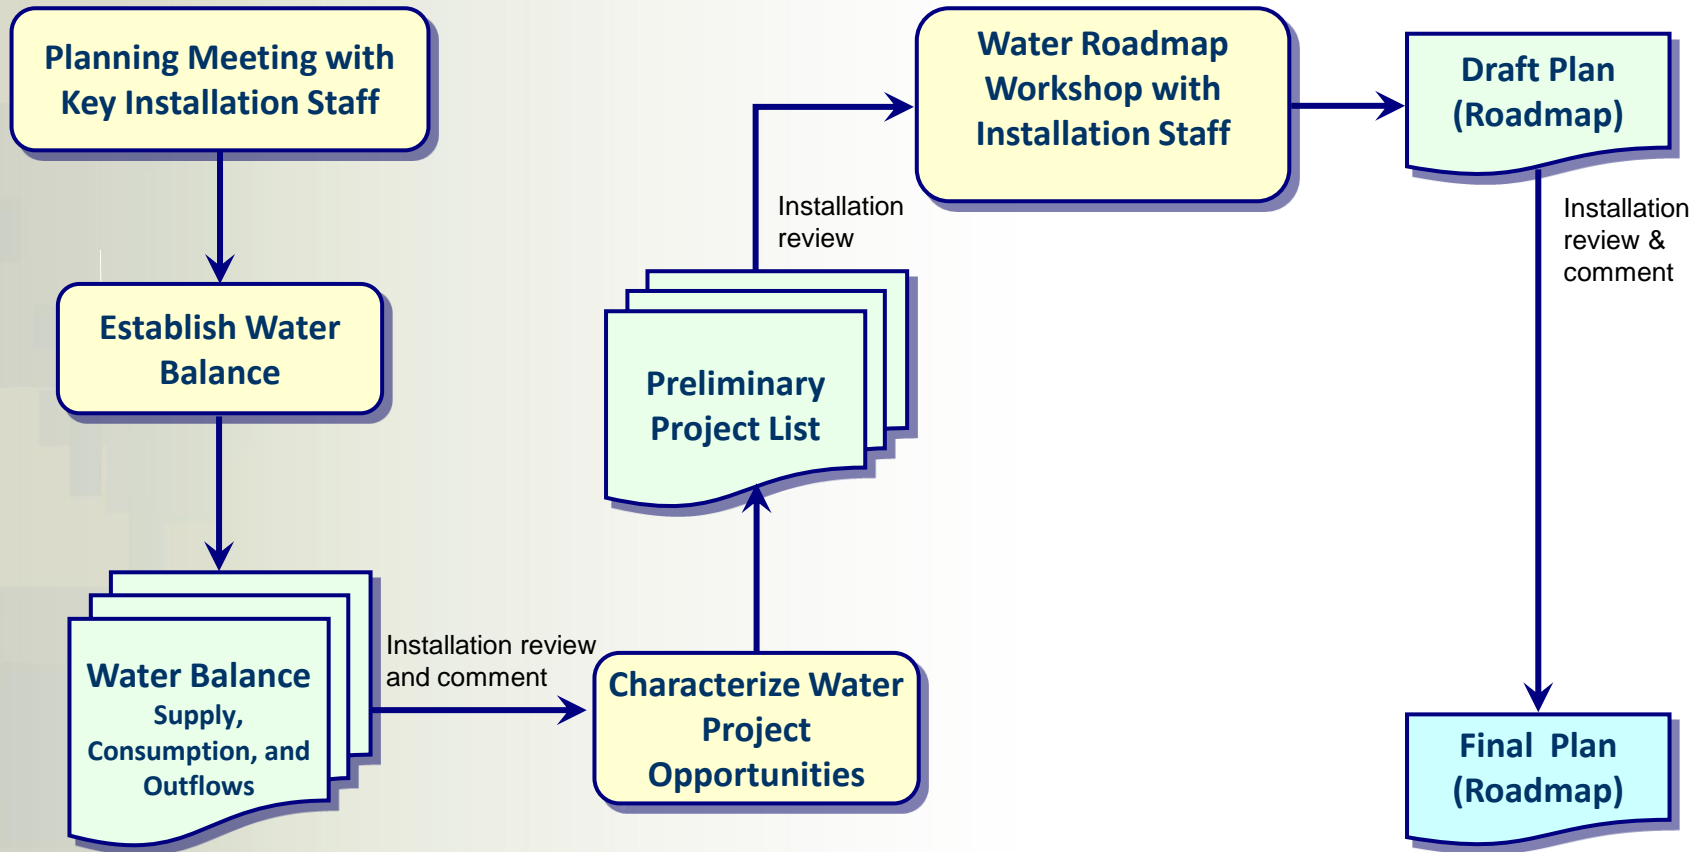 Planning Meeting with
Key Installation Staff
Establish Water
Balance
Water Balance
Supply,
Consumption, and
Outflows
Installation review
and comment
Characterize Water
Project
Opportunities
Preliminary
Project List
Installation
review
Water Roadmap
Workshop with
Installation Staff
Draft Plan
(Roadmap)
Installation
review &
comment
Final Plan
(Roadmap)